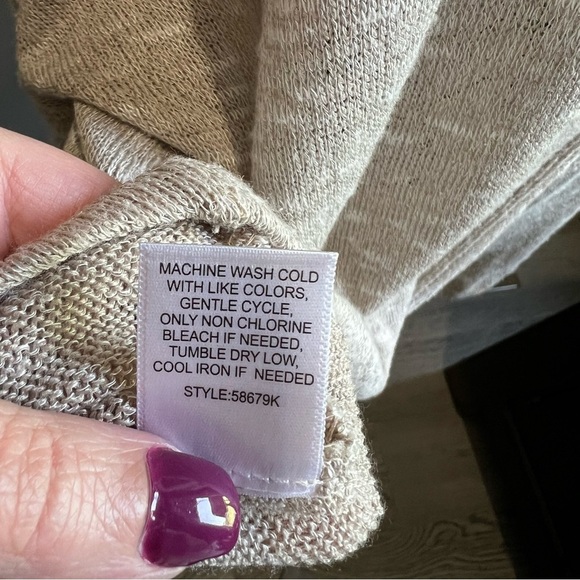 MACHINE WASH COLD
WITH LIKE COLORS,
GENTLE CYCLE,
ONLY NON CHLORINE
BLEACH IF NEEDED,
TUMBLE DRY LOW,
COOL IRON IF NEEDED
STYLE:58679K